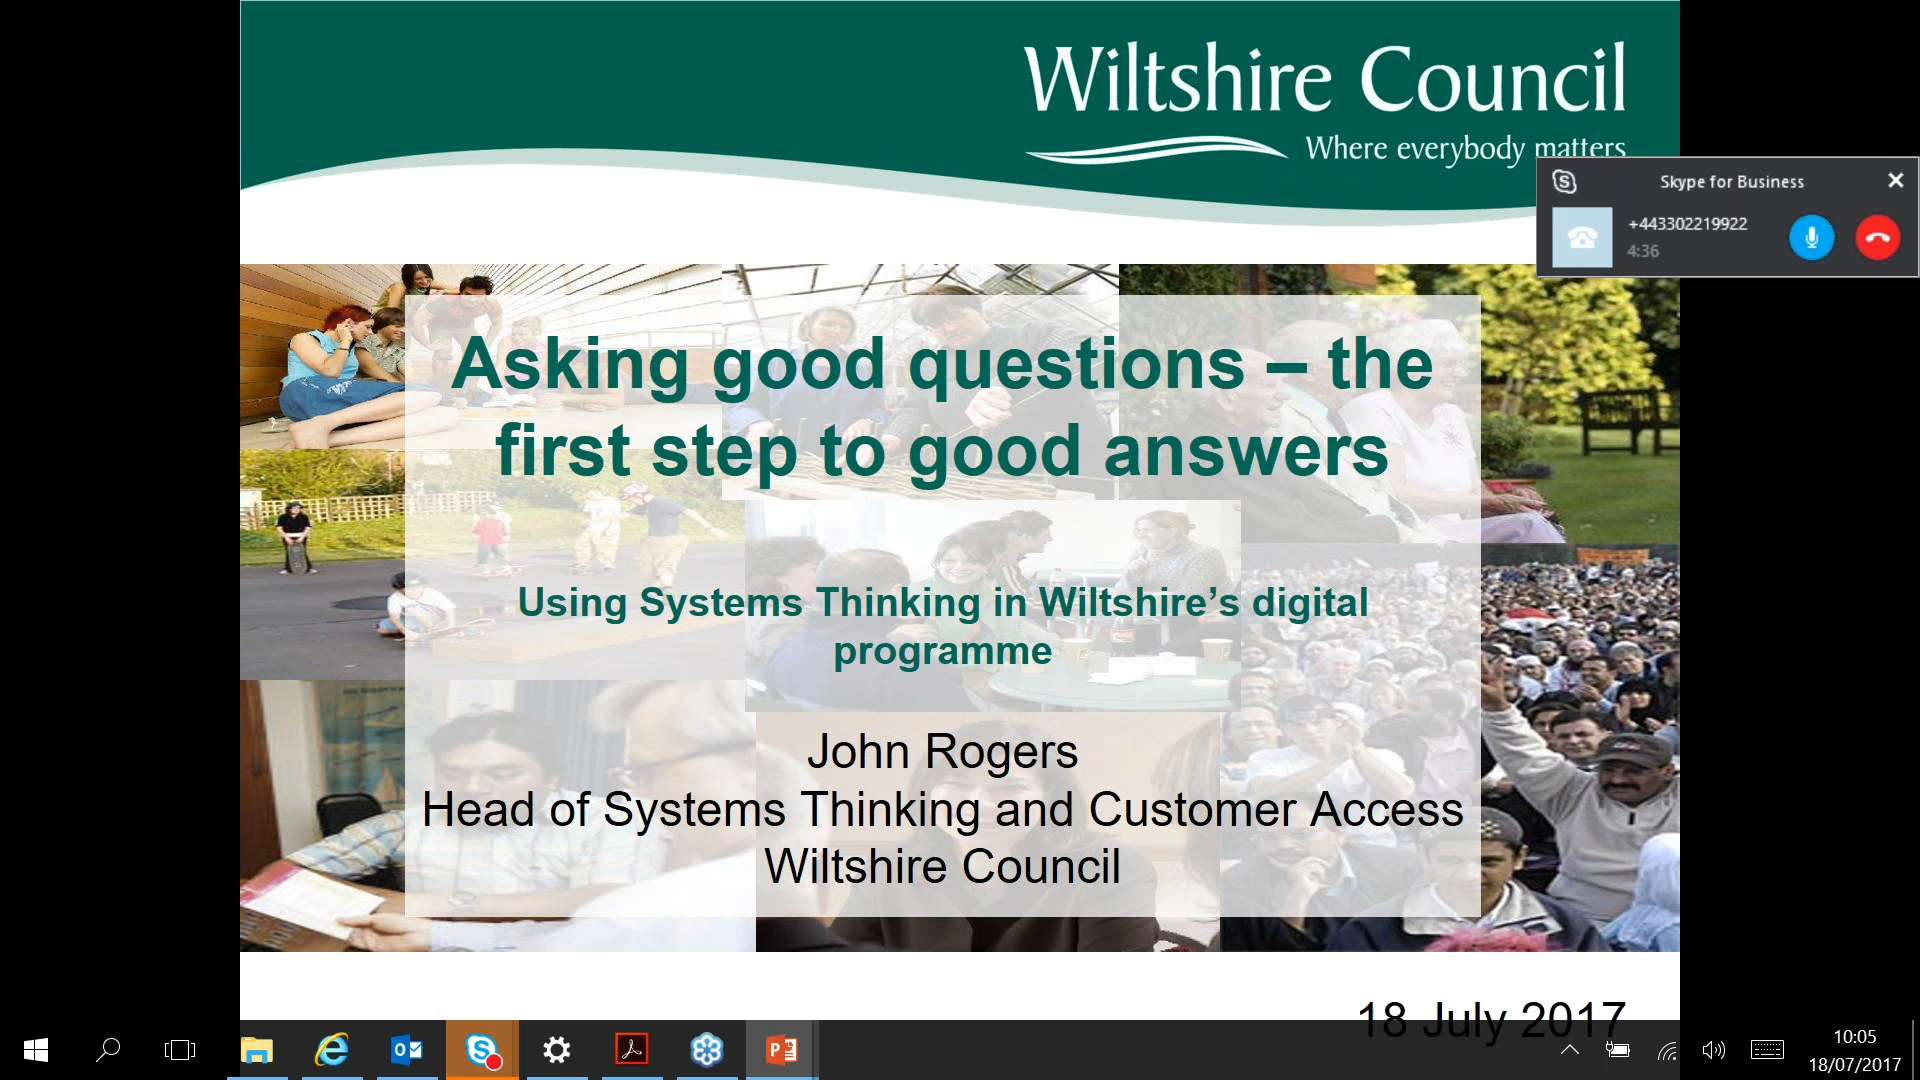 Wiltshire Council
Where everybody matters
Skype for Business
+443302219922
4:36
Asking good questions – the
first step to good answers
Using Systems Thinking in Wiltshire’s digital
programme
John Rogers
Head of Systems Thinking and Customer Access
Wiltshire Council
18 July 2017
10:05
18/07/2017